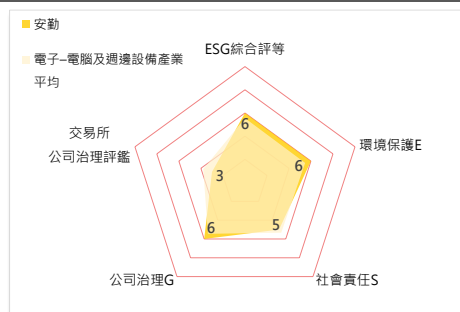 安勤
電子–電腦及週邊設備產業
平均
ESG綜合評等
6
環境保護E
6
社會責任S
5
公司治理G
6
交易所
公司治理評鑑
3